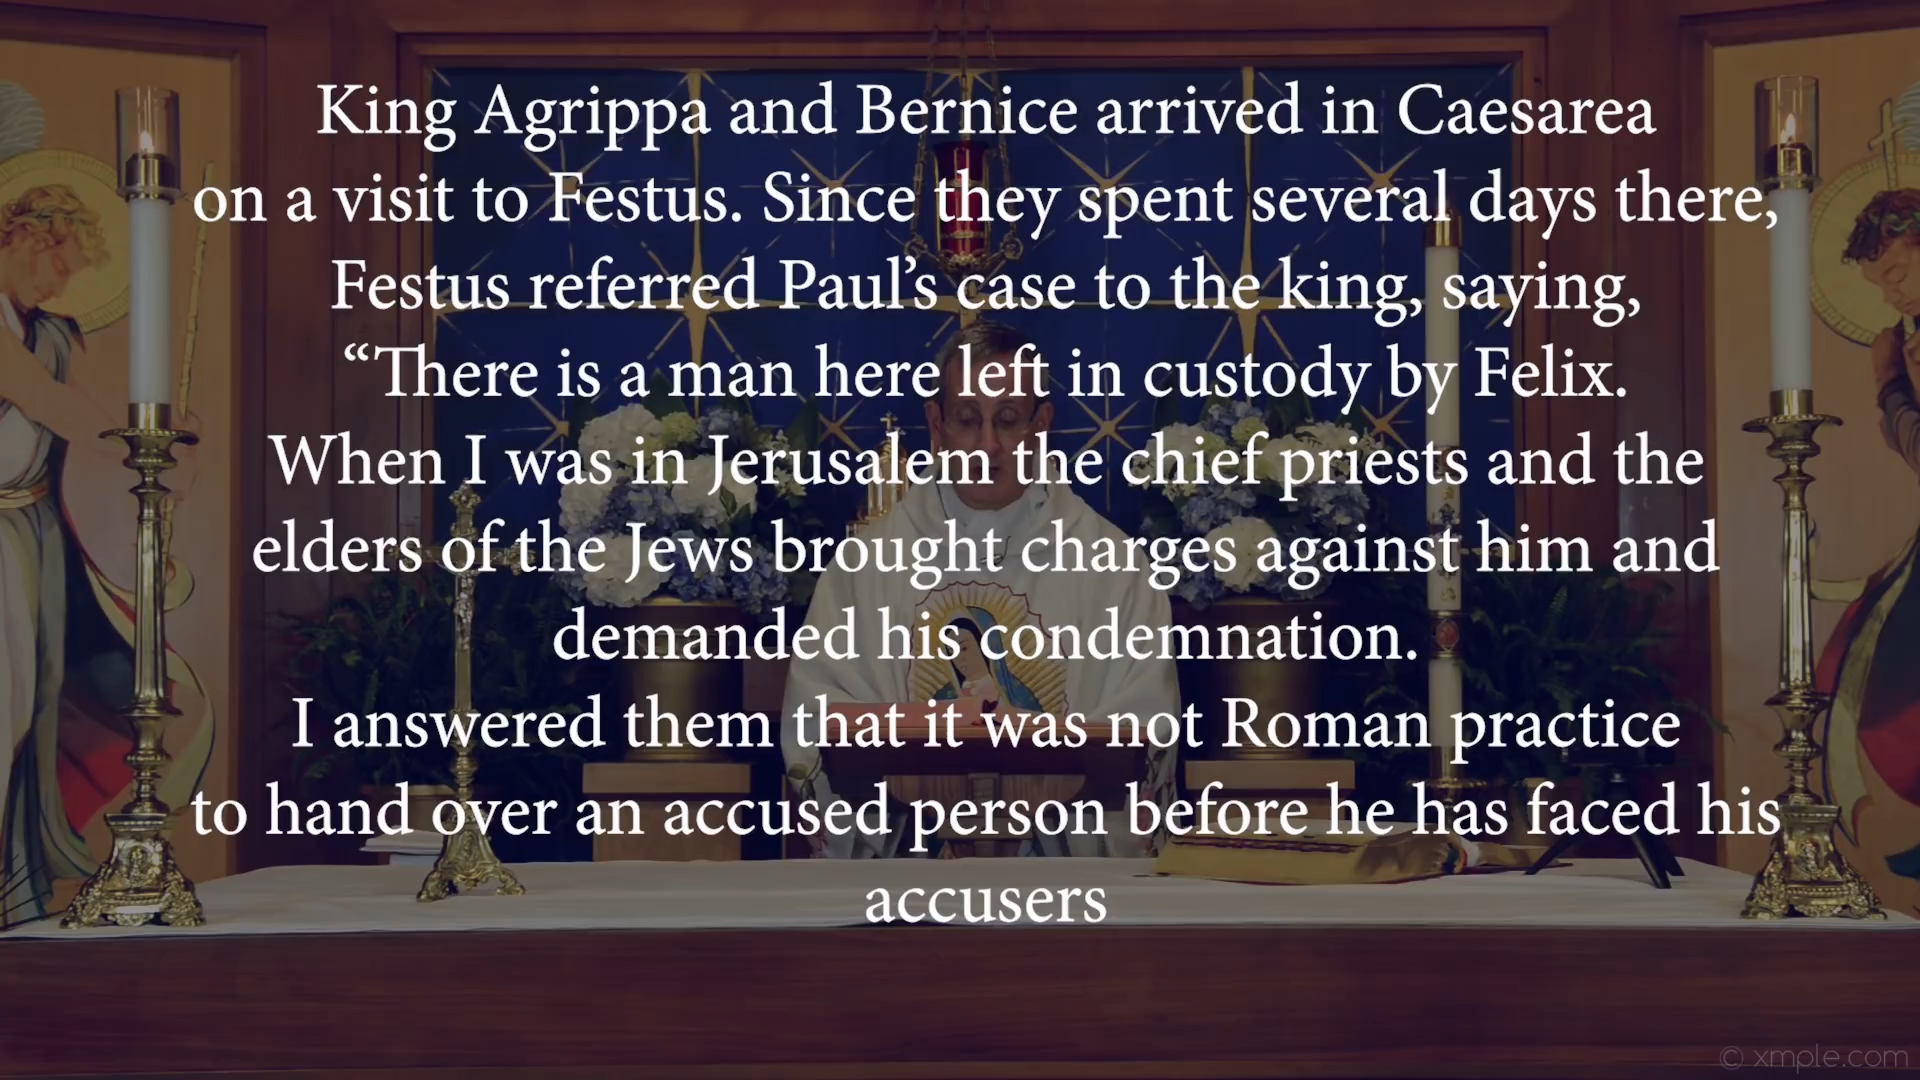 King Agrippa and Bernice arrived in Caesarea
on a visit to Festus. Since they spent several days there,
Festus referred Paul’s case to the king, saying,
“There is a man here left in custody by Felix.
When I was in Jerusalem the chief priests and the
elders of the Jews brought charges against him and
demanded his condemnation.
I answered them that it was not Roman practice
to hand over an accused person before he has faced his
accusers
© xmple.com